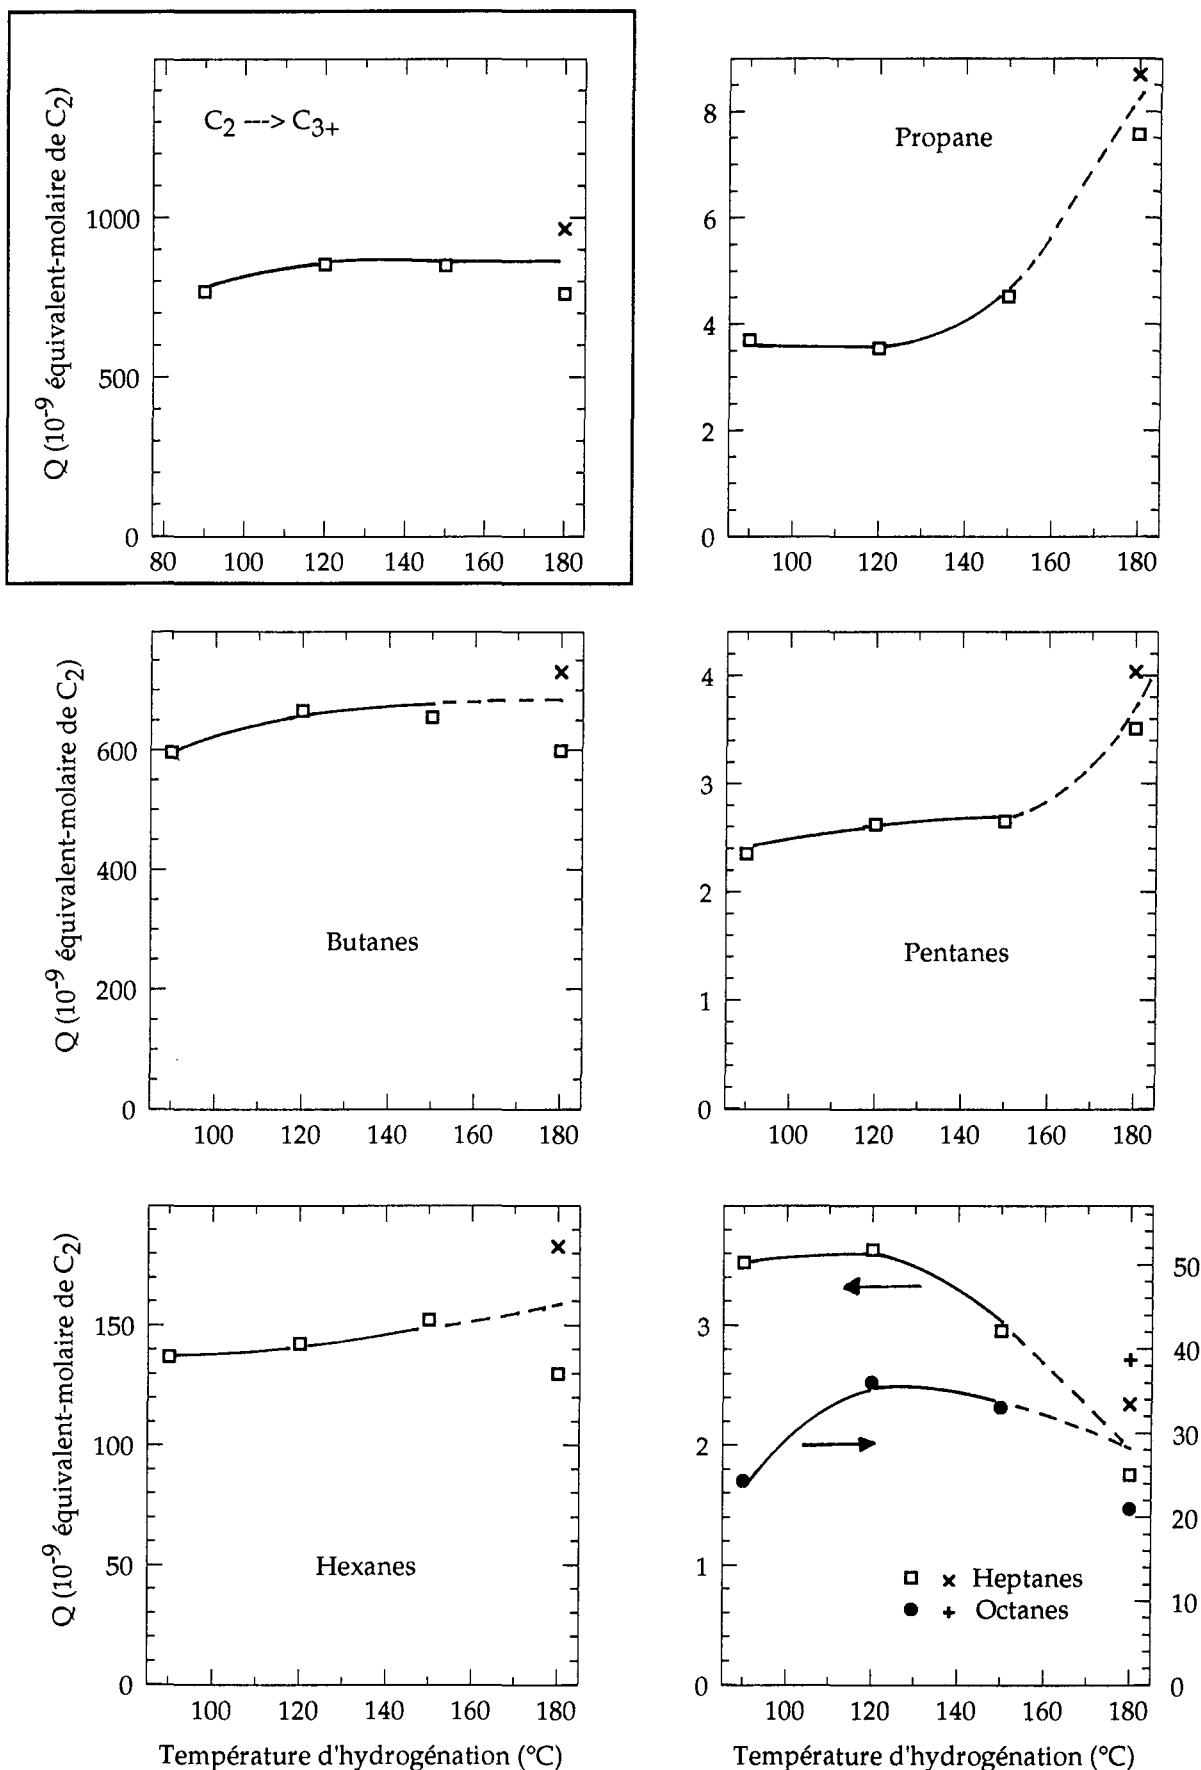 Q (10⁻⁹ équivalent-molaire de C₂)
C₂ ---> C₃₊
1000
500
0
80 100 120 140 160 180
Propane
8
6
4
2
0
100 120 140 160 180
Q (10⁻⁹ équivalent-molaire de C₂)
600
400
200
0
Butanes
100 120 140 160 180
4
3
2
1
0
Pentanes
100 120 140 160 180
Q (10⁻⁹ équivalent-molaire de C₂)
150
100
50
0
Hexanes
100 120 140 160 180
Température d'hydrogénation (°C)
3
2
1
0
50
40
30
20
10
0
Heptanes
Octanes
100 120 140 160 180
Température d'hydrogénation (°C)